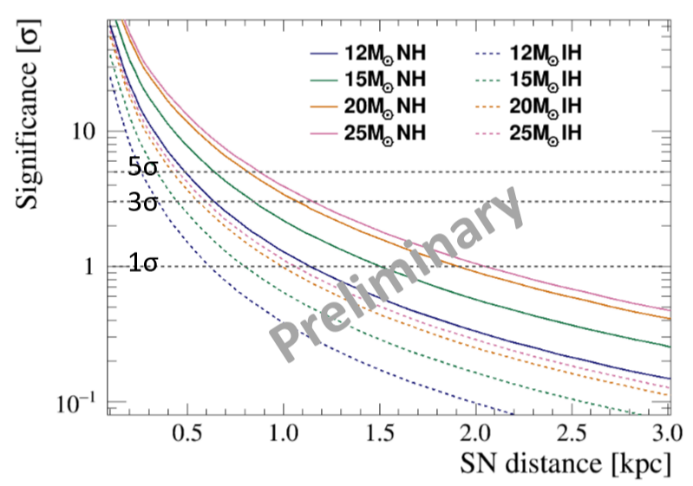 Significance [σ]
10
1
10⁻¹
5σ
3σ
1σ
12M⊙NH
15M⊙NH
20M⊙NH
25M⊙NH
12M⊙IH
15M⊙IH
20M⊙IH
25M⊙IH
Preliminary
0.5 1.0 1.5 2.0 2.5 3.0
SN distance [kpc]